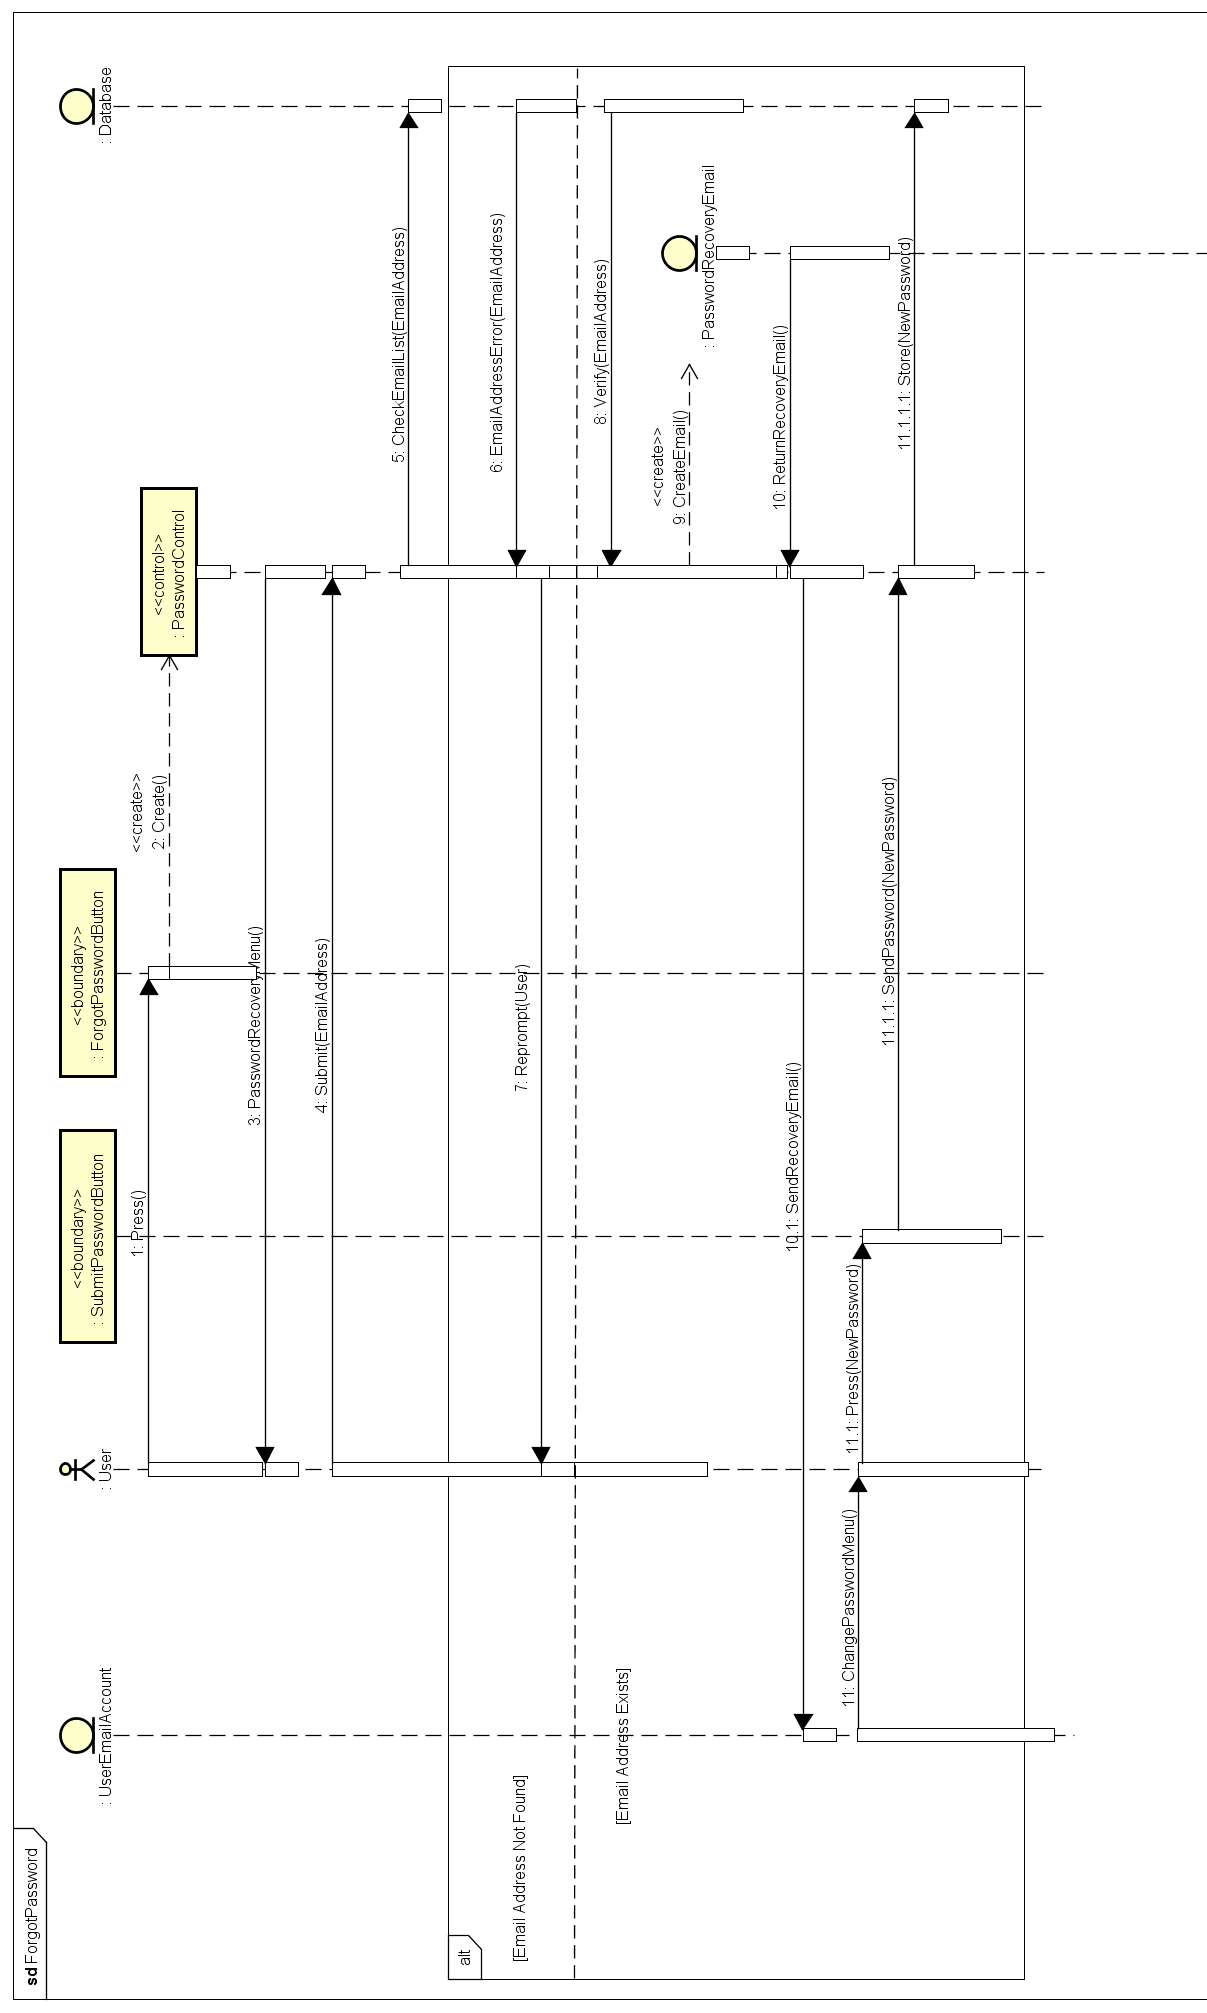 sd ForgotPassword
: UserEmailAccount
: User
<<boundary>>
: SubmitPasswordButton
<<boundary>>
: ForgotPasswordButton
: Database
1: Press()
<<create>>
2: Create()
<<control>>
: PasswordControl
3: PasswordRecoveryMenu()
4: Submit(EmailAddress)
5: CheckEmailList(EmailAddress)
alt
[Email Address Not Found]
6: EmailAddressError(EmailAddress)
7: Reprompt(User)
[Email Address Exists]
8: Verify(EmailAddress)
<<create>>
9: CreateEmail()
: PasswordRecoveryEmail
10: ReturnRecoveryEmail()
10.1: SendRecoveryEmail()
11: ChangePasswordMenu()
11.1: Press(NewPassword)
11.1.1: SendPassword(NewPassword)
11.1.1.1: Store(NewPassword)